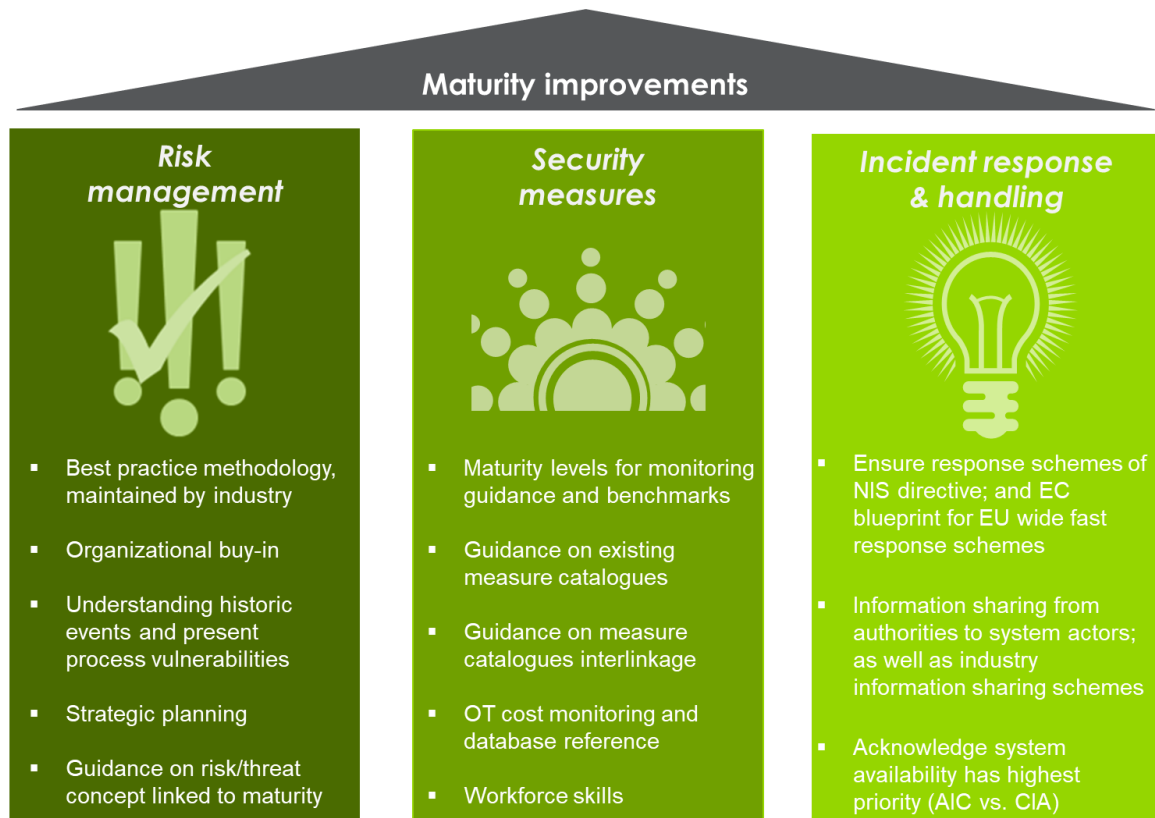 Maturity improvements
Risk
management
▪ Best practice methodology,
maintained by industry
▪ Organizational buy-in
▪ Understanding historic
events and present
process vulnerabilities
▪ Strategic planning
▪ Guidance on risk/threat
concept linked to maturity
Security
measures
▪ Maturity levels for monitoring
guidance and benchmarks
▪ Guidance on existing
measure catalogues
▪ Guidance on measure
catalogues interlinkage
▪ OT cost monitoring and
database reference
▪ Workforce skills
Incident response
& handling
▪ Ensure response schemes of
NIS directive; and EC
blueprint for EU wide fast
response schemes
▪ Information sharing from
authorities to system actors;
as well as industry
information sharing schemes
▪ Acknowledge system
availability has highest
priority (AIC vs. CIA)